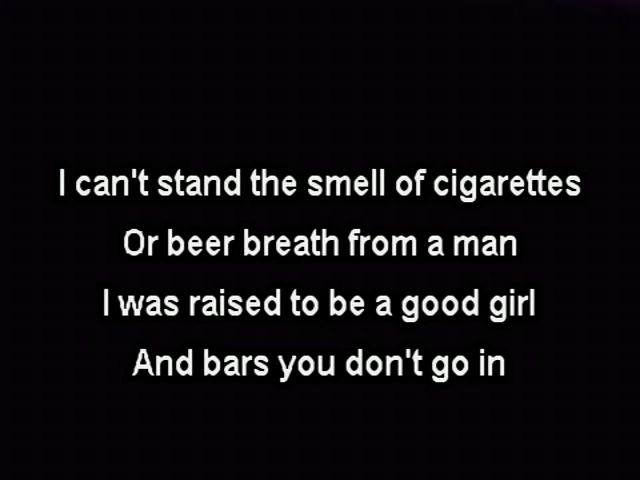 I can't stand the smell of cigarettes
Or beer breath from a man
I was raised to be a good girl
And bars you don't go in